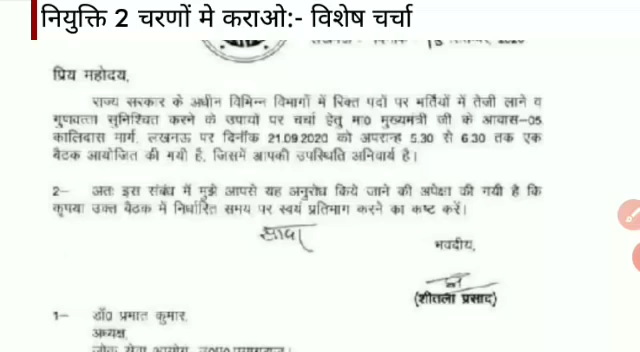 नियुक्ति 2 चरणों मे कराओ:- विशेष चर्चा
प्रिय महोदय,
राज्य सरकार के अधीन विभिन्न विभागों में रिक्त पदों पर भर्तियों में तेजी लाने व
गुणवत्ता सुनिश्चित करने के उपायों पर चर्चा हेतु मा0 मुख्यमंत्री जी के आवास-05
कालिदास मार्ग, लखनऊ पर दिनाँक 21.09.2020 को अपरान्ह 5.30 से 6.30 तक एक
बैठक आयोजित की गयी है, जिसमें आपकी उपस्थिति अनिवार्य है।
2- अतः इस संबंध में मुझे आपसे यह अनुरोध किये जाने की अपेक्षा की गयी है कि
कृपया उक्त बैठक में निर्धारित समय पर स्वयं प्रतिभाग करने का कष्ट करें।
भवदीय,
(शीतला प्रसाद)
1- डॉ0 प्रभात कुमार,
अध्यक्ष,
लोक सेवा आयोग,